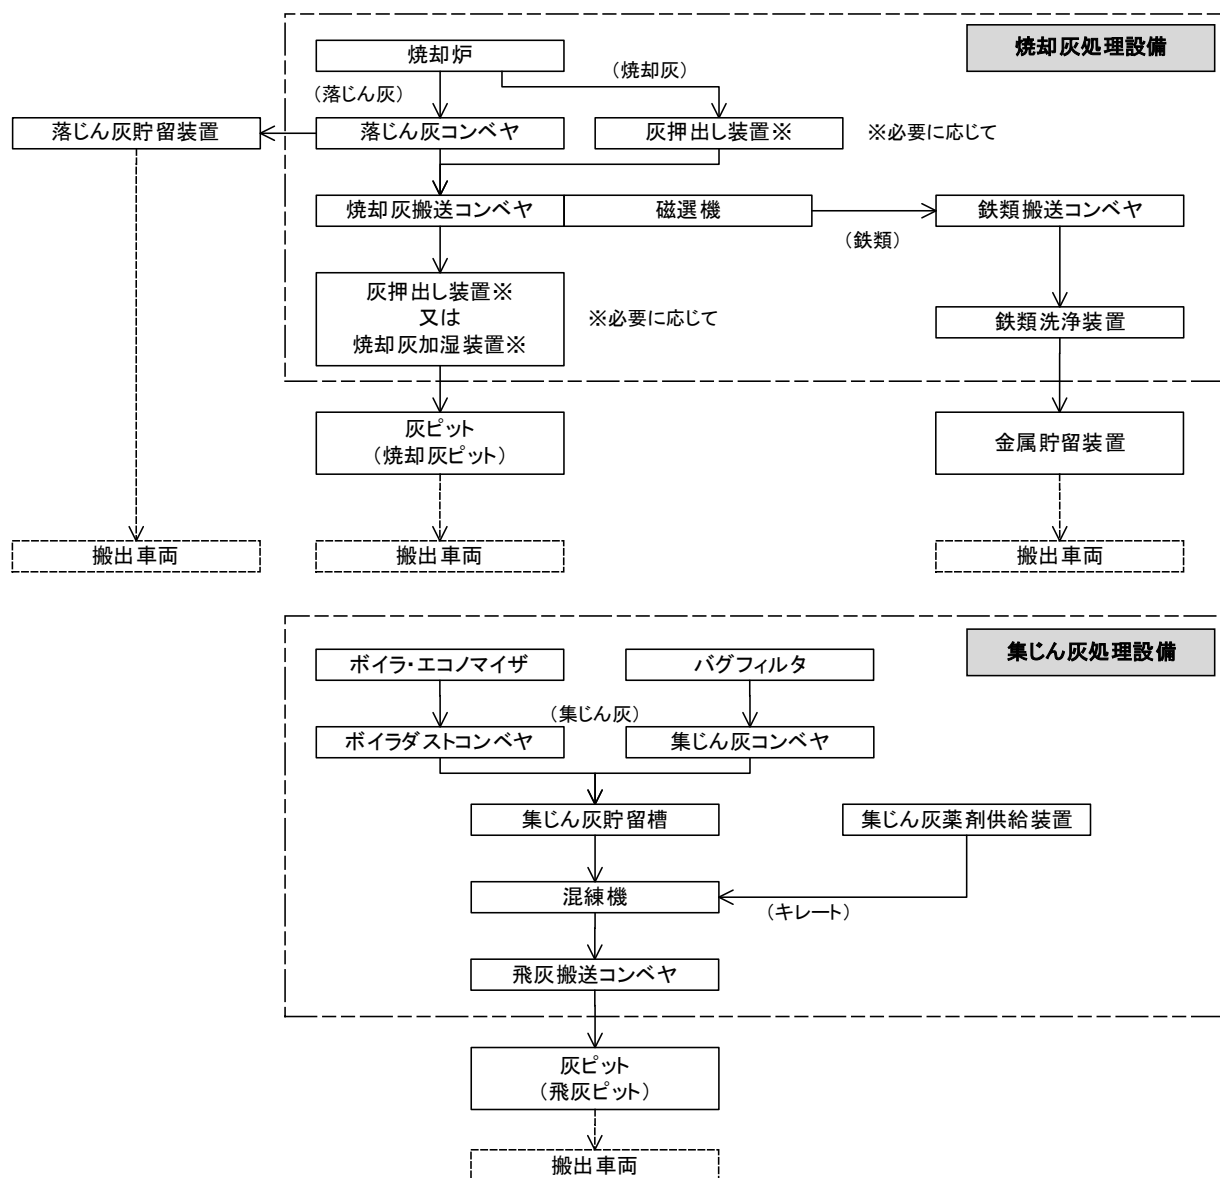 焼却灰処理設備
焼却炉
（焼却灰）
（落じん灰）
落じん灰貯留装置
落じん灰コンベヤ
灰押出し装置※
※必要に応じて
焼却灰搬送コンベヤ
磁選機
鉄類搬送コンベヤ
（鉄類）
灰押出し装置※
又は
焼却灰加湿装置※
※必要に応じて
鉄類洗浄装置
灰ピット
（焼却灰ピット）
金属貯留装置
搬出車両
搬出車両
搬出車両
集じん灰処理設備
ボイラ・エコノマイザ
バグフィルタ
（集じん灰）
ボイラダストコンベヤ
集じん灰コンベヤ
集じん灰貯留槽
集じん灰薬剤供給装置
混練機
（キレート）
飛灰搬送コンベヤ
灰ピット
（飛灰ピット）
搬出車両